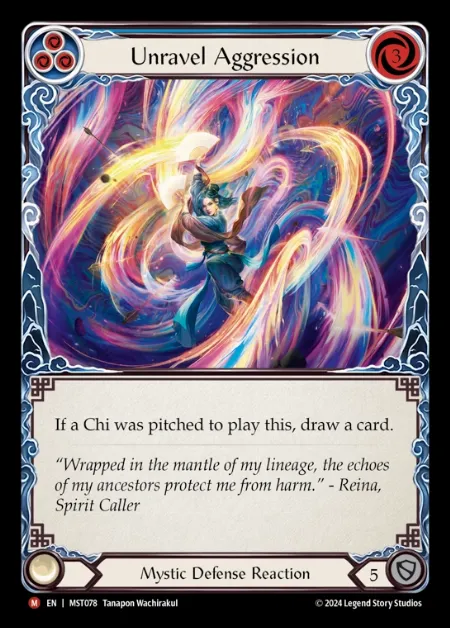 Unravel Aggression
3
If a Chi was pitched to play this, draw a card.
“Wrapped in the mantle of my lineage, the echoes
of my ancestors protect me from harm.” - Reina,
Spirit Caller
Mystic Defense Reaction
5
M EN | MST078 Tanapon Wachirakul
© 2024 Legend Story Studios